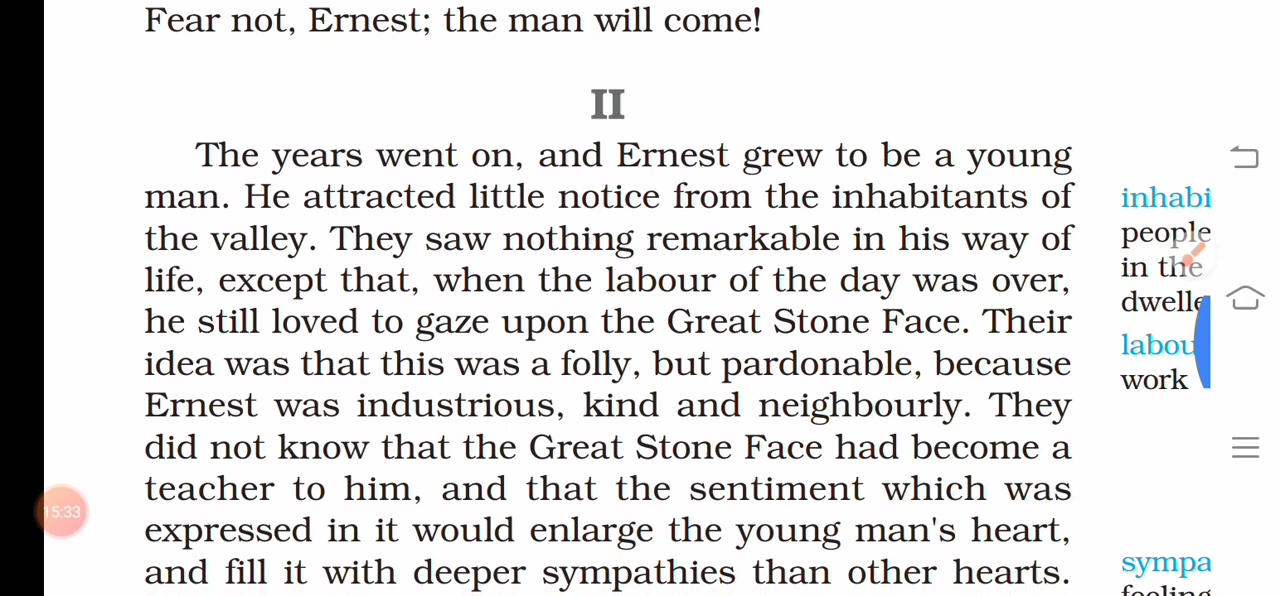 Fear not, Ernest; the man will come!
II
The years went on, and Ernest grew to be a young
man. He attracted little notice from the inhabitants of
the valley. They saw nothing remarkable in his way of
life, except that, when the labour of the day was over,
he still loved to gaze upon the Great Stone Face. Their
idea was that this was a folly, but pardonable, because
Ernest was industrious, kind and neighbourly. They
did not know that the Great Stone Face had become a
teacher to him, and that the sentiment which was
expressed in it would enlarge the young man's heart,
and fill it with deeper sympathies than other hearts.
inhabi
people
in the
dwelle
labou
work
sympa
feeling
15:33